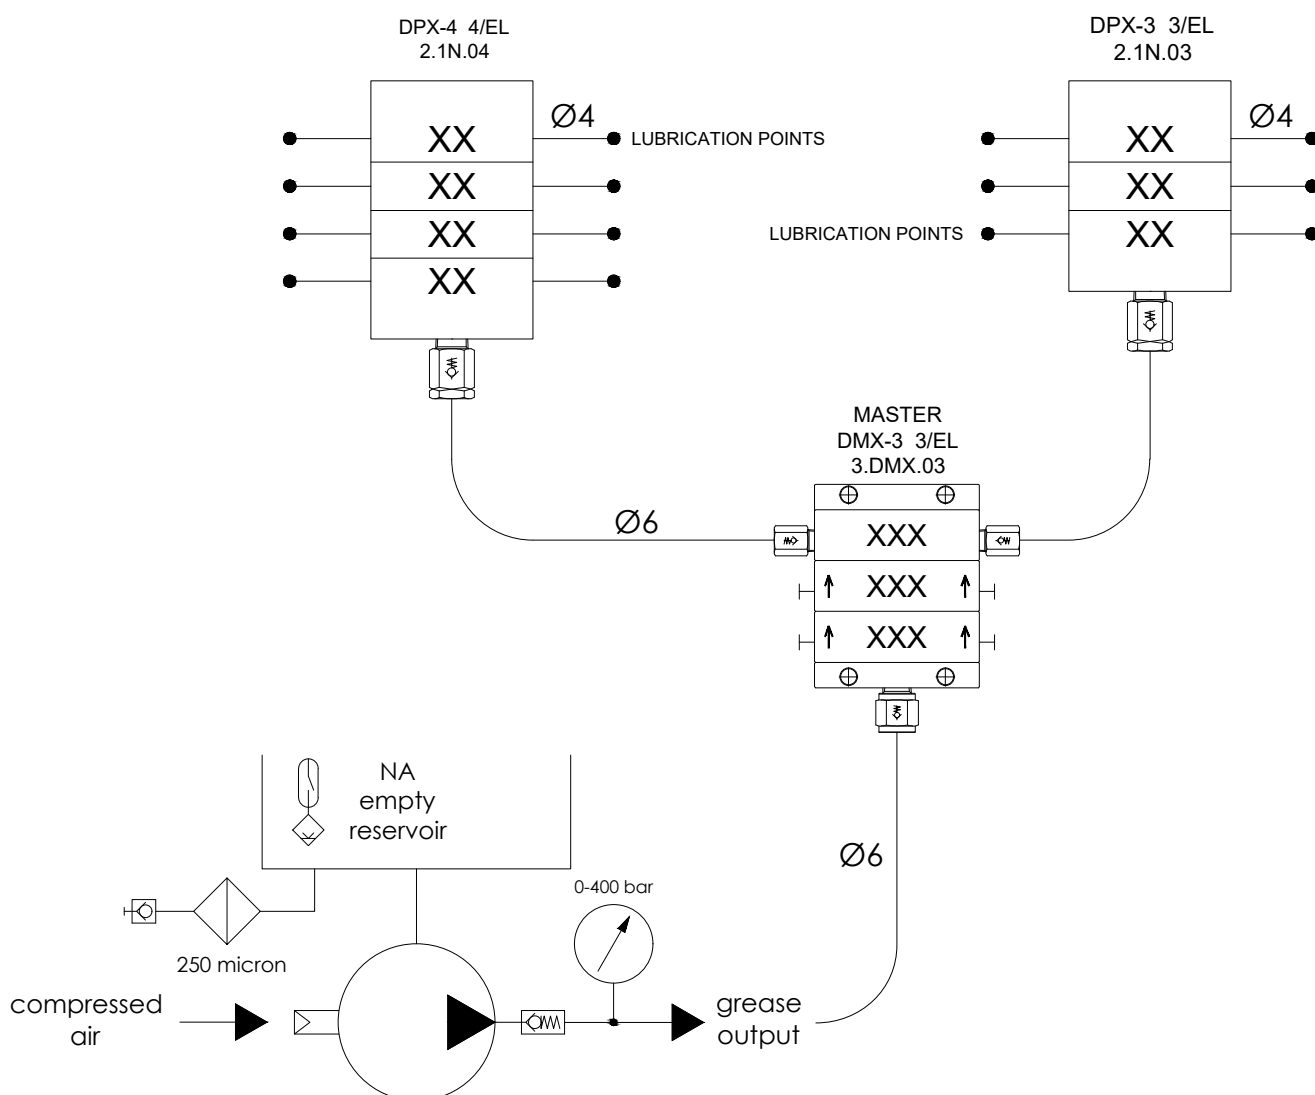 DPX-4 4/EL
2.1N.04
DPX-3 3/EL
2.1N.03
XX
Ø4
LUBRICATION POINTS
XX
XX
XX
XX
Ø4
XX
LUBRICATION POINTS
XX
MASTER
DMX-3 3/EL
3.DMX.03
Ø6
XXX
XXX
XXX
NA
empty
reservoir
Ø6
0-400 bar
250 micron
compressed
air
grease
output